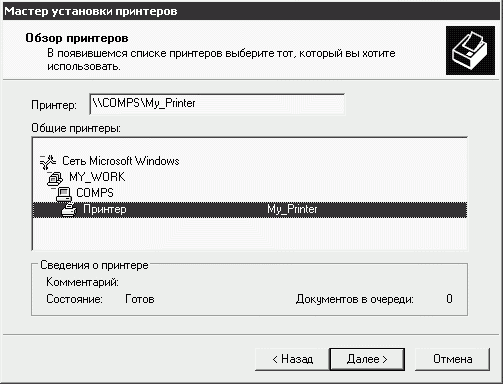 Мастер установки принтеров
Обзор принтеров
В появившемся списке принтеров выберите тот, который вы хотите
использовать.
Принтер: \\COMPS\My_Printer
Общие принтеры:
Сеть Microsoft Windows
MY_WORK
COMPS
Принтер My_Printer
Сведения о принтере
Комментарий:
Состояние: Готов Документов в очереди: 0
< Назад Далее > Отмена